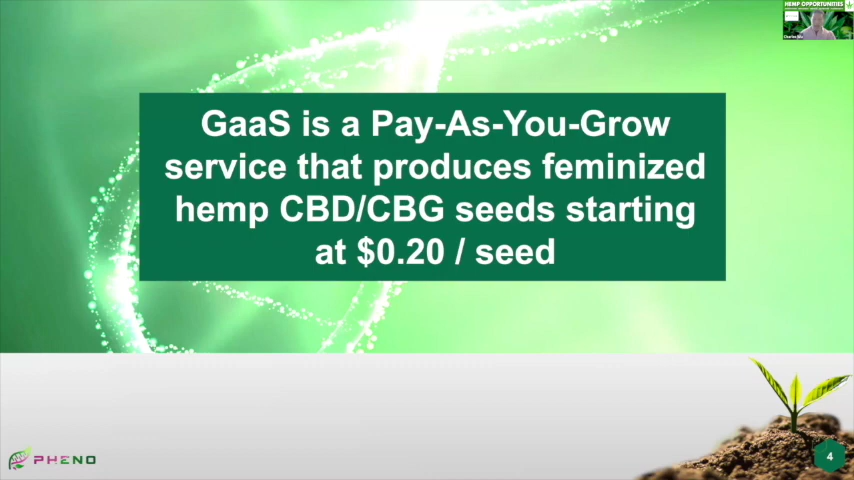 HEMP OPPORTUNITIES
GaaS is a Pay-As-You-Grow
service that produces feminized
hemp CBD/CBG seeds starting
at $0.20 / seed
PHENO
4